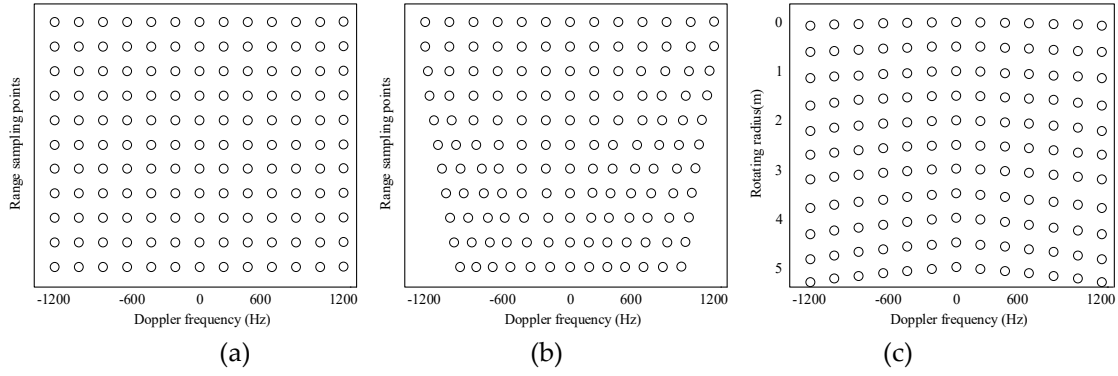 Range sampling points
-1200 -600 0 600 1200
Doppler frequency (Hz)
(a)
Range sampling points
-1200 -600 0 600 1200
Doppler frequency (Hz)
(b)
Rotating radius(m)
0
1
2
3
4
5
-1200 -600 0 600 1200
Doppler frequency (Hz)
(c)